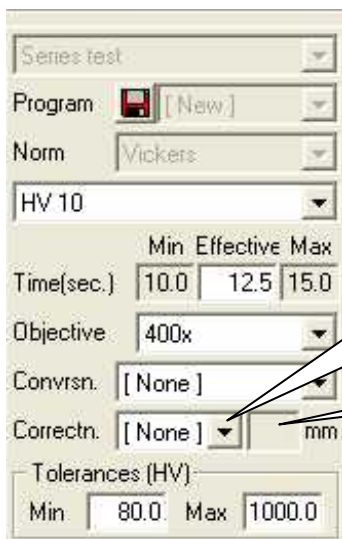 Series test
Program [ New ]
Norm Vickers
HV 10
Min Effective Max
Time(sec.) 10.0 12.5 15.0
Objective 400x
Convrsn. [ None ]
Correctn. [ None ] mm
Tolerances (HV)
Min 80.0 Max 1000.0